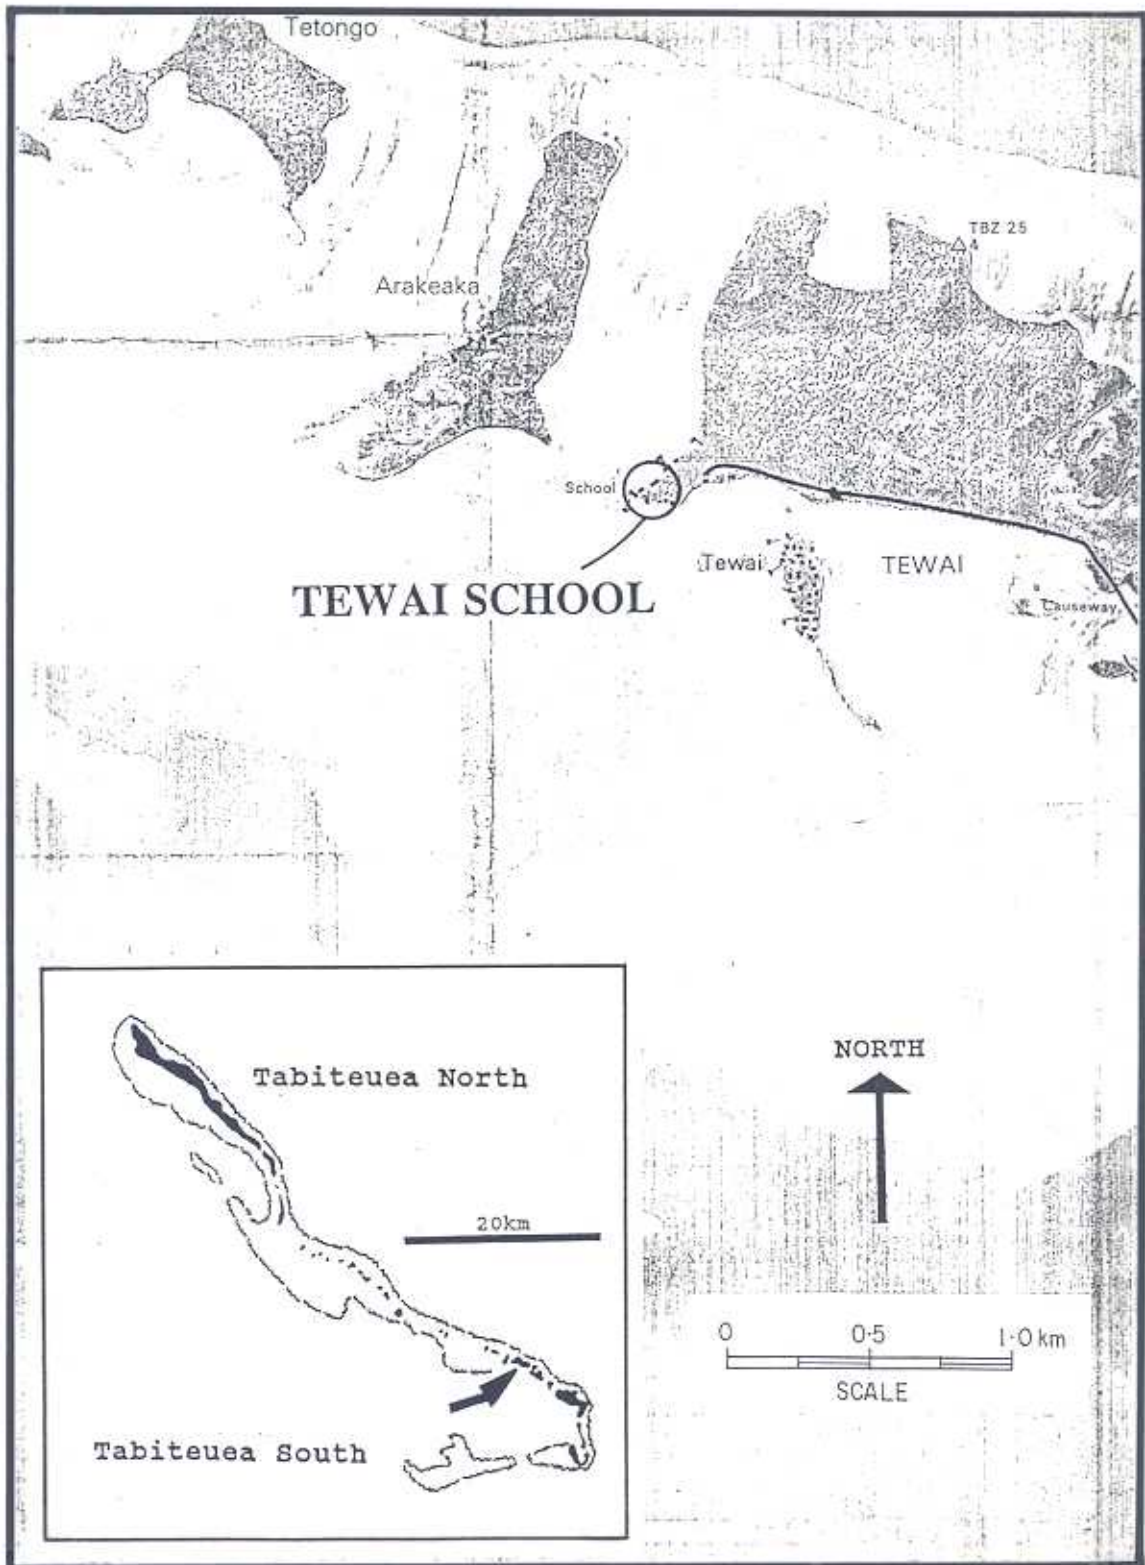 Tetongo
TBZ 25
4
Arakeaka
School
Tewai
TEWAI
TEWAI SCHOOL
Causeway
Tabiteuea North
20km
Tabiteuea South
NORTH
0 0·5 1·0 km
SCALE